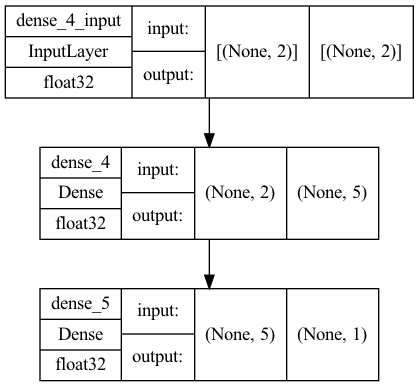 dense_4_input
InputLayer
float32
input:
output:
[(None, 2)]
[(None, 2)]
dense_4
Dense
float32
input:
output:
(None, 2)
(None, 5)
dense_5
Dense
float32
input:
output:
(None, 5)
(None, 1)